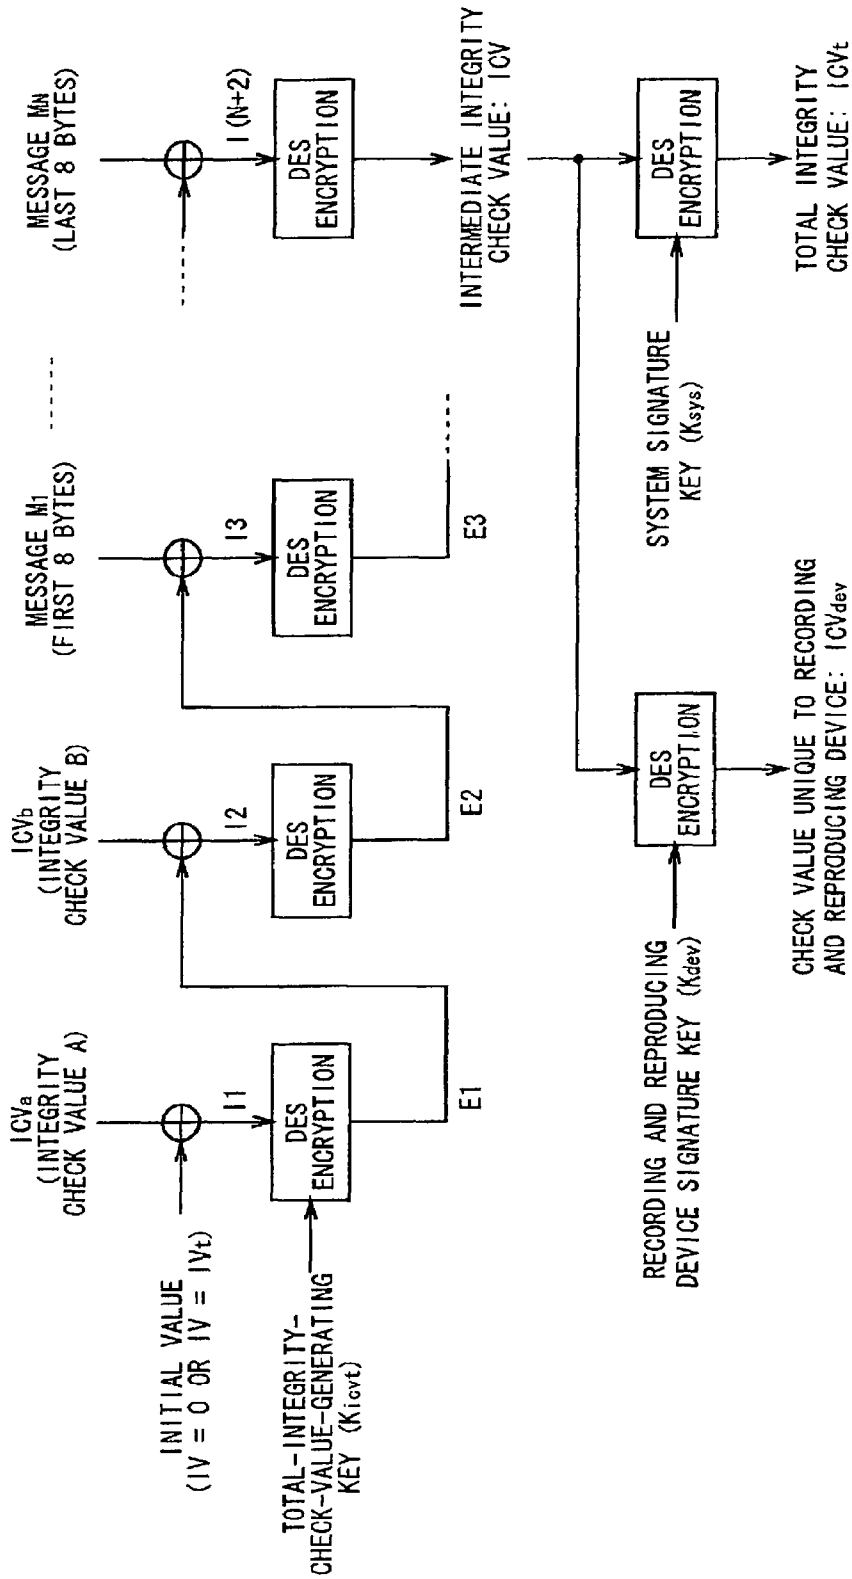 ICVa
(INTEGRITY
CHECK VALUE A)
ICVb
(INTEGRITY
CHECK VALUE B)
MESSAGE M1
(FIRST 8 BYTES)
MESSAGE MN
(LAST 8 BYTES)
INITIAL VALUE
(IV = 0 OR IV = IVt)
I1
I2
I3
I(N+2)
TOTAL-INTEGRITY-
CHECK-VALUE-GENERATING
KEY (Kicvt)
DES
ENCRYPTION
DES
ENCRYPTION
DES
ENCRYPTION
DES
ENCRYPTION
E1
E2
E3
INTERMEDIATE INTEGRITY
CHECK VALUE: ICV
RECORDING AND REPRODUCING
DEVICE SIGNATURE KEY (Kdev)
DES
ENCRYPTION
SYSTEM SIGNATURE
KEY (Ksys)
DES
ENCRYPTION
CHECK VALUE UNIQUE TO RECORDING
AND REPRODUCING DEVICE: ICVdev
TOTAL INTEGRITY
CHECK VALUE: ICVt